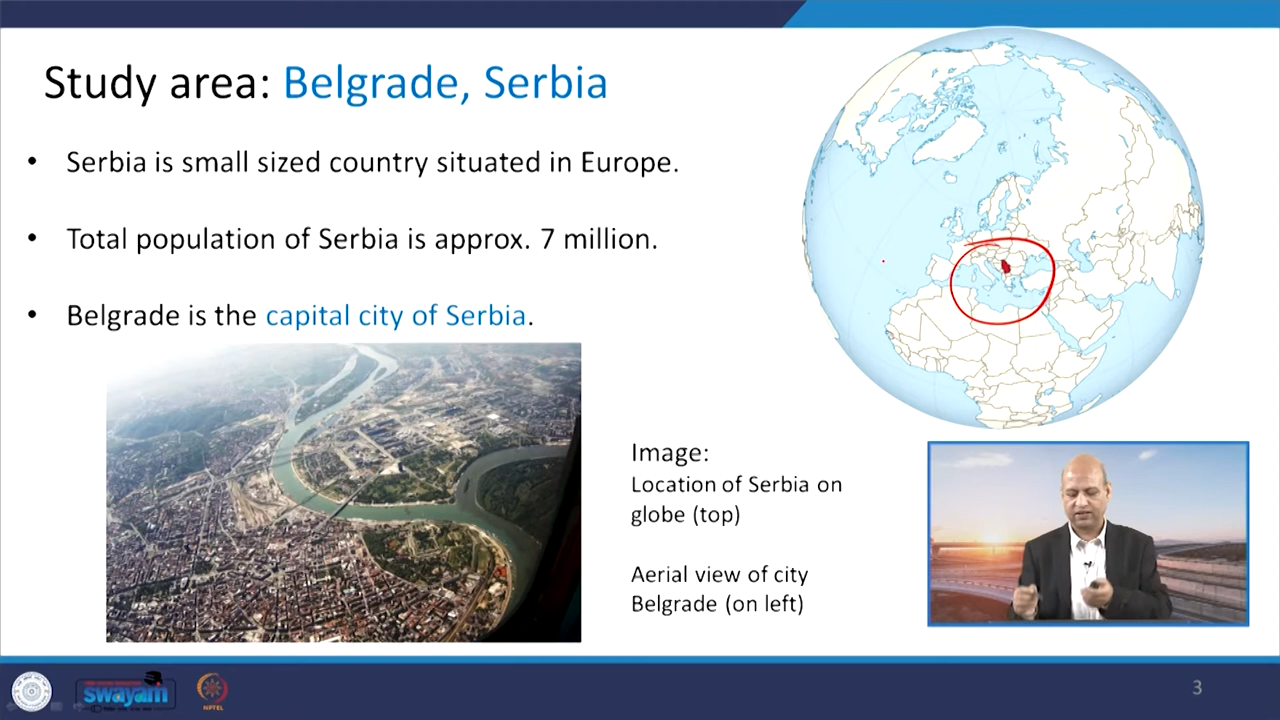 Study area: Belgrade, Serbia
• Serbia is small sized country situated in Europe.
• Total population of Serbia is approx. 7 million.
• Belgrade is the capital city of Serbia.
Image:
Location of Serbia on
globe (top)
Aerial view of city
Belgrade (on left)
swayam
NPTEL
3